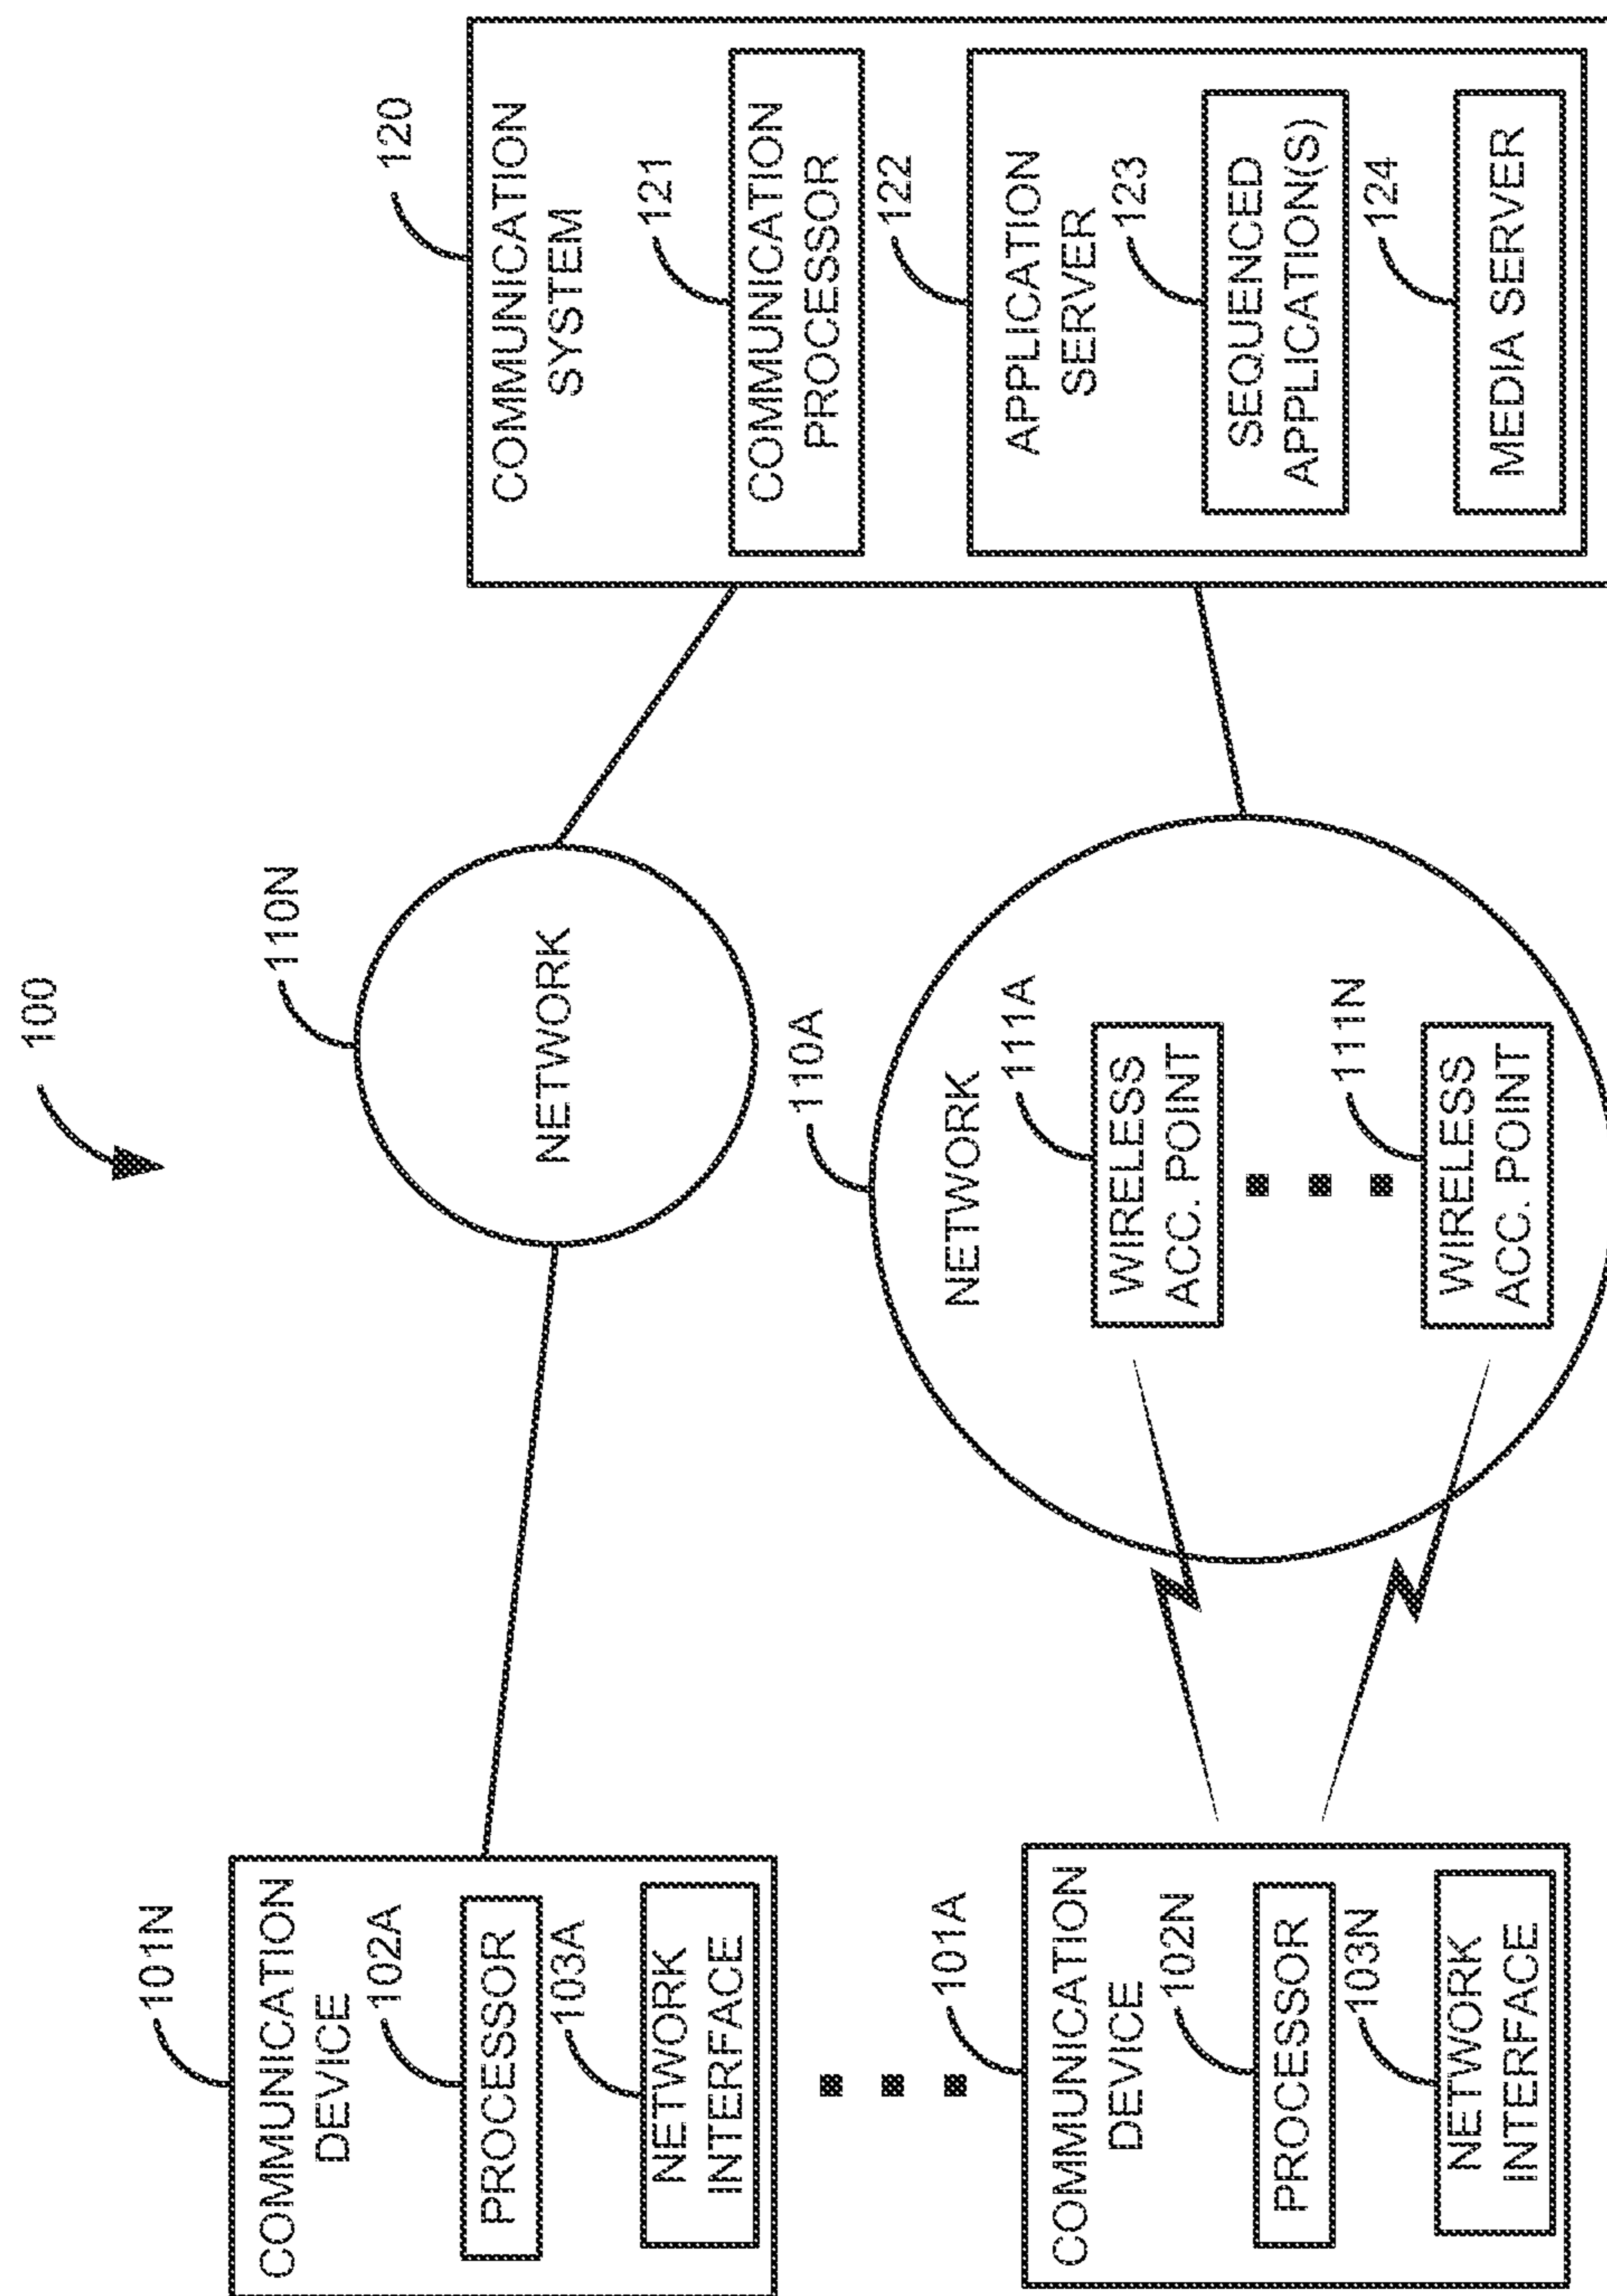 100
101N
COMMUNICATION
DEVICE
102A
PROCESSOR
103A
NETWORK
INTERFACE
101A
COMMUNICATION
DEVICE
102N
PROCESSOR
103N
NETWORK
INTERFACE
110N
NETWORK
110A
NETWORK
111A
WIRELESS
ACC. POINT
111N
WIRELESS
ACC. POINT
120
COMMUNICATION
SYSTEM
121
COMMUNICATION
PROCESSOR
122
APPLICATION
SERVER
123
SEQUENCED
APPLICATION(S)
124
MEDIA SERVER